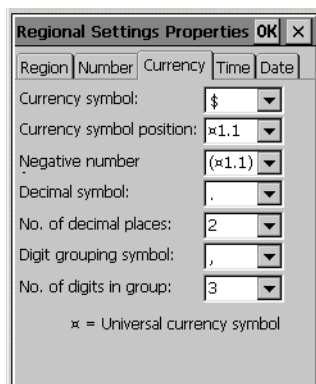 Regional Settings Properties OK ×
Region Number Currency Time Date
Currency symbol: $
Currency symbol position: ¤1.1
Negative number (¤1.1)
Decimal symbol: .
No. of decimal places: 2
Digit grouping symbol: ,
No. of digits in group: 3
¤ = Universal currency symbol